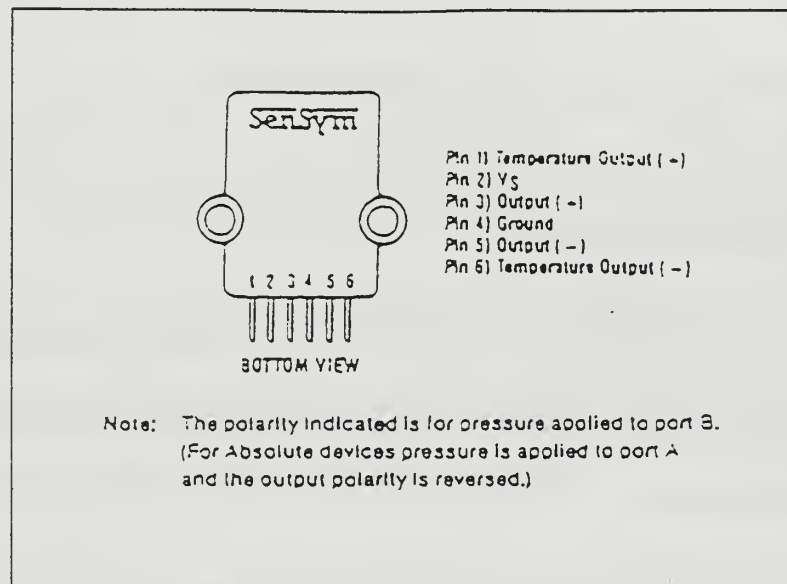 SenSym
Pin 1) Temperature Output (+)
Pin 2) VS
Pin 3) Output (+)
Pin 4) Ground
Pin 5) Output (−)
Pin 6) Temperature Output (−)
1 2 3 4 5 6
BOTTOM VIEW
Note: The polarity indicated is for pressure applied to port B.
(For Absolute devices pressure is applied to port A
and the output polarity is reversed.)